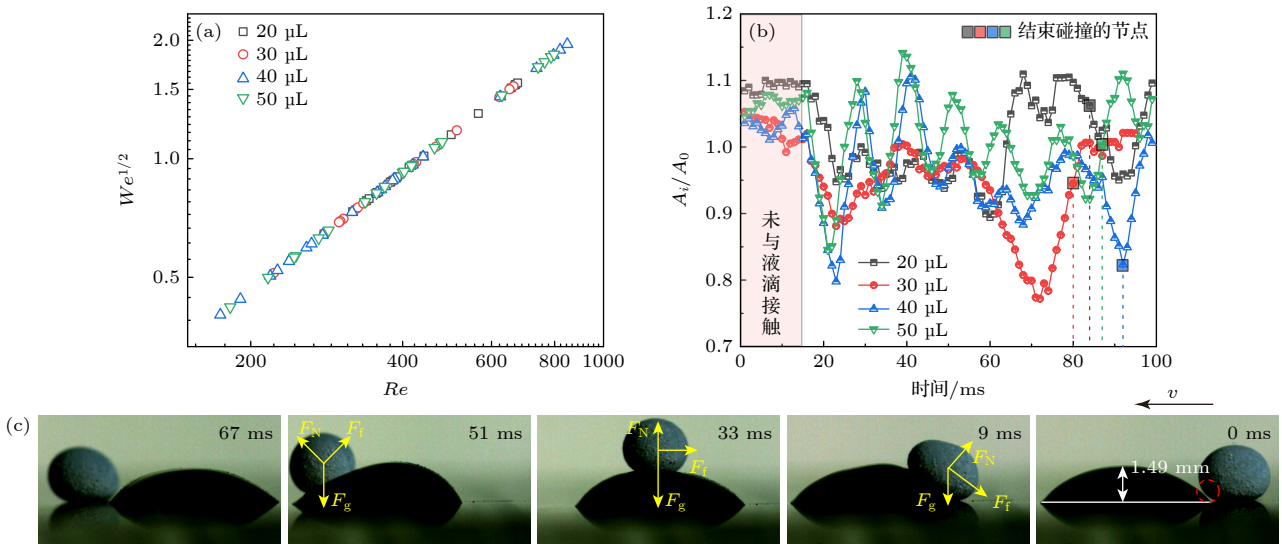 (a)
20 µL
30 µL
40 µL
50 µL
2.0
1.5
1.0
0.5
We^{1/2}
200
400
600
800
1000
Re
(b)
结束碰撞的节点
1.2
1.1
1.0
0.9
0.8
0.7
A_i/A_0
未与液滴接触
20 µL
30 µL
40 µL
50 µL
0
20
40
60
80
100
时间/ms
v
(c)
67 ms
F_N
F_f
F_g
51 ms
F_N
F_f
F_g
33 ms
F_N
F_g
F_f
9 ms
1.49 mm
0 ms